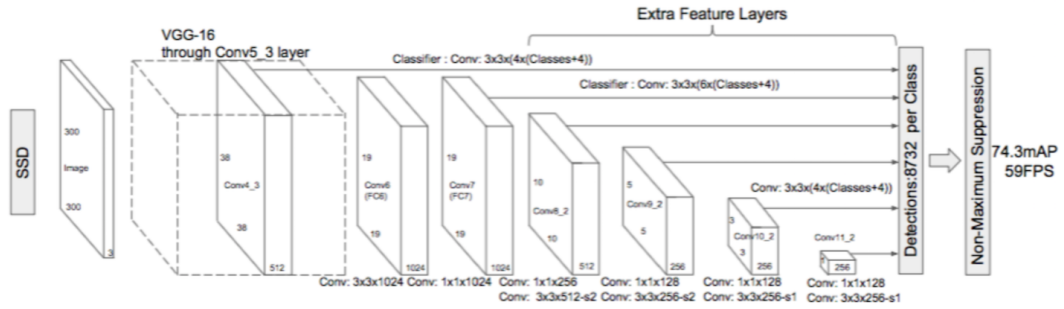 Extra Feature Layers
VGG-16
through Conv5_3 layer
Classifier : Conv: 3x3x(4x(Classes+4))
Classifier : Conv: 3x3x(6x(Classes+4))
SSD
300
Image
300
3
38
Conv4_3
38
512
19
Conv6
(FC6)
19
1024
19
Conv7
(FC7)
19
1024
10
Conv8_2
10
512
5
Conv9_2
5
256
Conv: 3x3x(4x(Classes+4))
3
Conv10_2
3
256
Conv11_2
256
Detections:8732 per Class
Non-Maximum Suppression
74.3mAP
59FPS
Conv: 3x3x1024
Conv: 1x1x1024
Conv: 1x1x256
Conv: 3x3x512-s2
Conv: 1x1x128
Conv: 3x3x256-s2
Conv: 1x1x128
Conv: 3x3x256-s1
Conv: 1x1x128
Conv: 3x3x256-s1